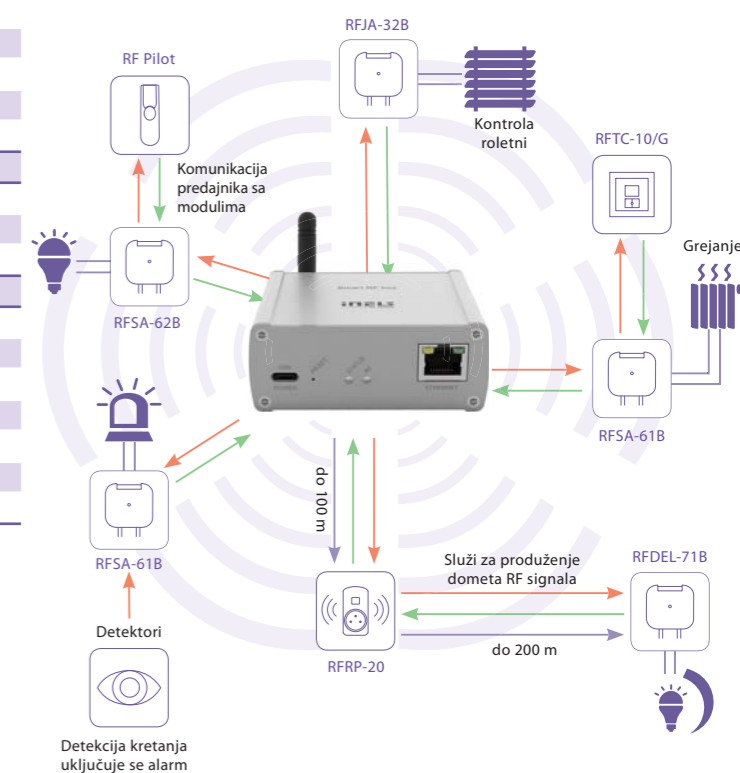 RFJA-32B
RF Pilot
Kontrola
roletni
RFTC-10/G
Komunikacija
predajnika sa
modulima
Grejanje
RFSA-62B
iNELS
ETHERNET
RFSA-61B
do 100 m
RFSA-61B
Služi za produženje
dometa RF signala
RFDEL-71B
Detektori
do 200 m
RFRP-20
Detekcija kretanja
uključuje se alarm